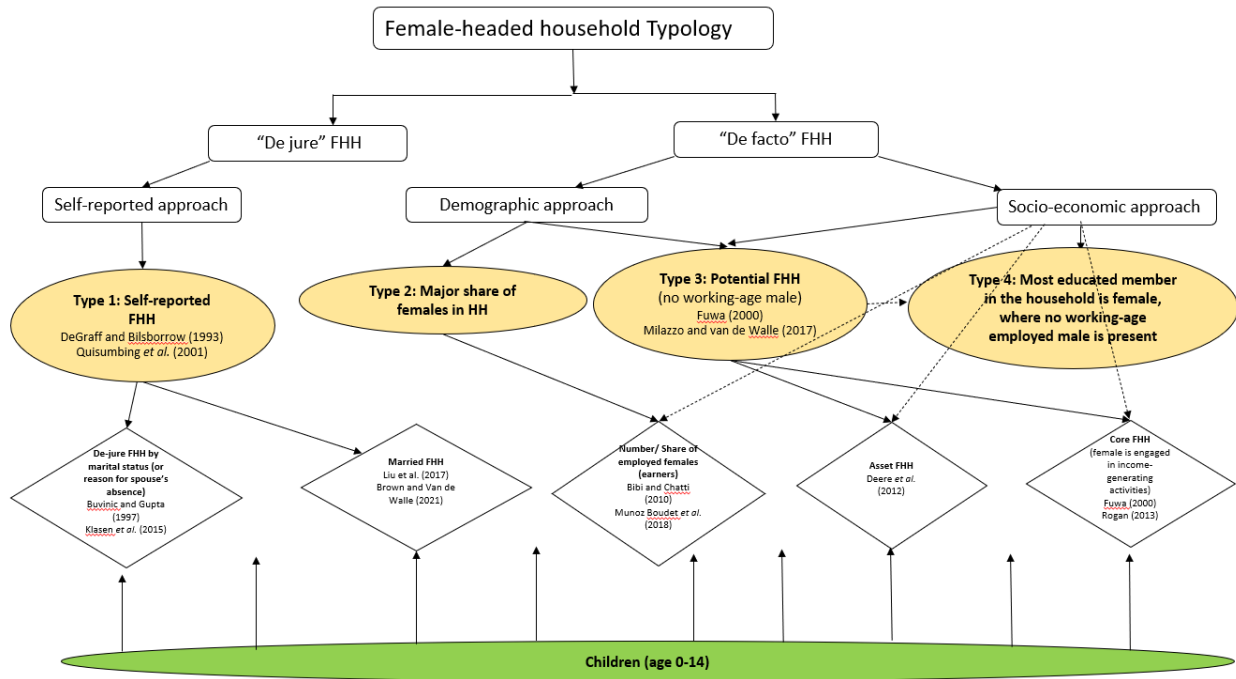 Female-headed household Typology
“De jure” FHH
“De facto” FHH
Self-reported approach
Demographic approach
Socio-economic approach
Type 1: Self-reported
FHH
DeGraff and Bilsborrow (1993)
Quisumbing et al. (2001)
Type 2: Major share of
females in HH
Type 3: Potential FHH
(no working-age male)
Fuwa (2000)
Milazzo and van de Walle (2017)
Type 4: Most educated member
in the household is female,
where no working-age
employed male is present
De-jure FHH by
marital status (or
reason for spouse’s
absence)
Buvinic and Gupta
(1997)
Klasen et al. (2015)
Married FHH
Liu et al. (2017)
Brown and Van de
Walle (2021)
Number/ Share of
employed females
(earners)
Bibi and Chatti
(2010)
Munoz Boudet et al.
(2018)
Asset FHH
Deere et al.
(2012)
Core FHH
(female is engaged
in income-
generating
activities)
Fuwa (2000)
Rogan (2013)
Children (age 0-14)